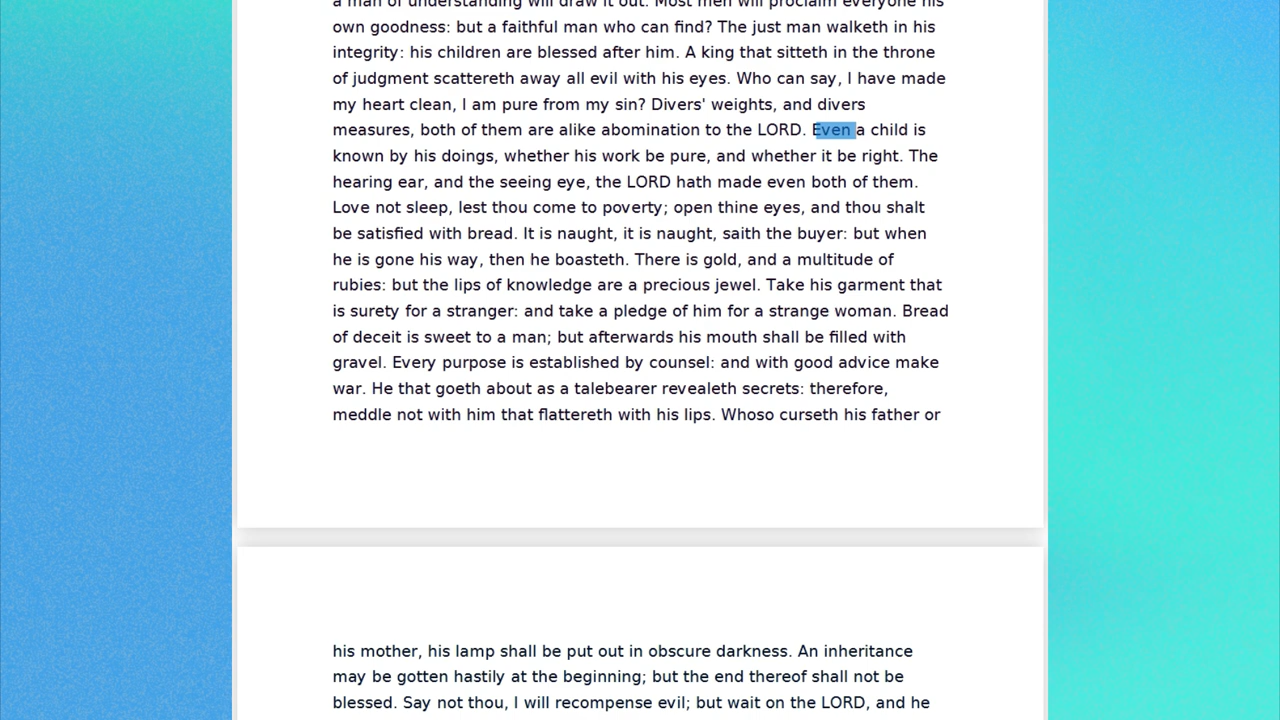 a man of understanding will draw it out. Most men will proclaim everyone his
own goodness: but a faithful man who can find? The just man walketh in his
integrity: his children are blessed after him. A king that sitteth in the throne
of judgment scattereth away all evil with his eyes. Who can say, I have made
my heart clean, I am pure from my sin? Divers' weights, and divers
measures, both of them are alike abomination to the LORD. Even a child is
known by his doings, whether his work be pure, and whether it be right. The
hearing ear, and the seeing eye, the LORD hath made even both of them.
Love not sleep, lest thou come to poverty; open thine eyes, and thou shalt
be satisfied with bread. It is naught, it is naught, saith the buyer: but when
he is gone his way, then he boasteth. There is gold, and a multitude of
rubies: but the lips of knowledge are a precious jewel. Take his garment that
is surety for a stranger: and take a pledge of him for a strange woman. Bread
of deceit is sweet to a man; but afterwards his mouth shall be filled with
gravel. Every purpose is established by counsel: and with good advice make
war. He that goeth about as a talebearer revealeth secrets: therefore,
meddle not with him that flattereth with his lips. Whoso curseth his father or
his mother, his lamp shall be put out in obscure darkness. An inheritance
may be gotten hastily at the beginning; but the end thereof shall not be
blessed. Say not thou, I will recompense evil; but wait on the LORD, and he